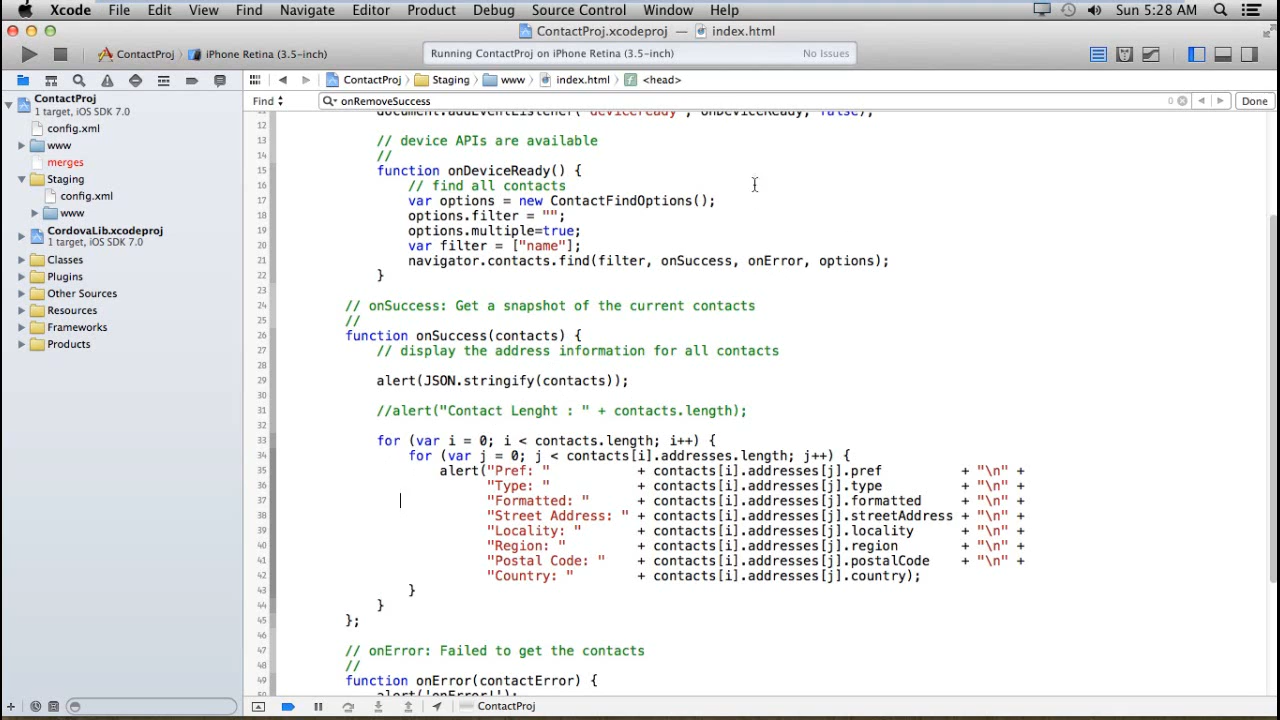 Xcode File Edit View Find Navigate Editor Product Debug Source Control Window Help Sun 5:28 AM
ContactProj.xcodeproj — index.html
ContactProj iPhone Retina (3.5-inch) Running ContactProj on iPhone Retina (3.5-inch) No Issues
ContactProj Staging www index.html <head>
Find onRemoveSuccess 0 Done
ContactProj
1 target, iOS SDK 7.0
config.xml
www
merges
Staging
config.xml
www
CordovaLib.xcodeproj
1 target, iOS SDK 7.0
Classes
Plugins
Other Sources
Resources
Frameworks
Products
11 document.addEventListener("deviceready", onDeviceReady, false);
12
13 // device APIs are available
14 //
15 function onDeviceReady() {
16 // find all contacts
17 var options = new ContactFindOptions();
18 options.filter = "";
19 options.multiple=true;
20 var filter = ["name"];
21 navigator.contacts.find(filter, onSuccess, onError, options);
22 }
23
24 // onSuccess: Get a snapshot of the current contacts
25 //
26 function onSuccess(contacts) {
27 // display the address information for all contacts
28
29 alert(JSON.stringify(contacts));
30
31 //alert("Contact Lenght : " + contacts.length);
32
33 for (var i = 0; i < contacts.length; i++) {
34 for (var j = 0; j < contacts[i].addresses.length; j++) {
35 alert("Pref: " + contacts[i].addresses[j].pref + "\n" +
36 "Type: " + contacts[i].addresses[j].type + "\n" +
37 "Formatted: " + contacts[i].addresses[j].formatted + "\n" +
38 "Street Address: " + contacts[i].addresses[j].streetAddress + "\n" +
39 "Locality: " + contacts[i].addresses[j].locality + "\n" +
40 "Region: " + contacts[i].addresses[j].region + "\n" +
41 "Postal Code: " + contacts[i].addresses[j].postalCode + "\n" +
42 "Country: " + contacts[i].addresses[j].country);
43 }
44 }
45 };
46
47 // onError: Failed to get the contacts
48 //
49 function onError(contactError) {
50 alert('onError!');
ContactProj